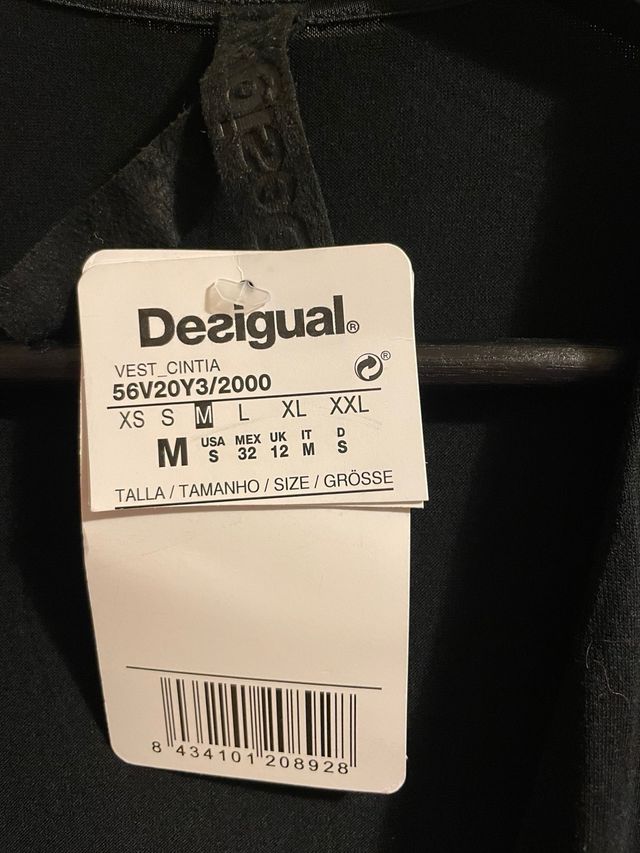 Desigual®
VEST_CINTIA
56V20Y3/2000
®
XS S M L XL XXL
M USA MEX UK IT D
S 32 12 M S
TALLA / TAMANHO / SIZE / GRÖSSE
8 434101 208928